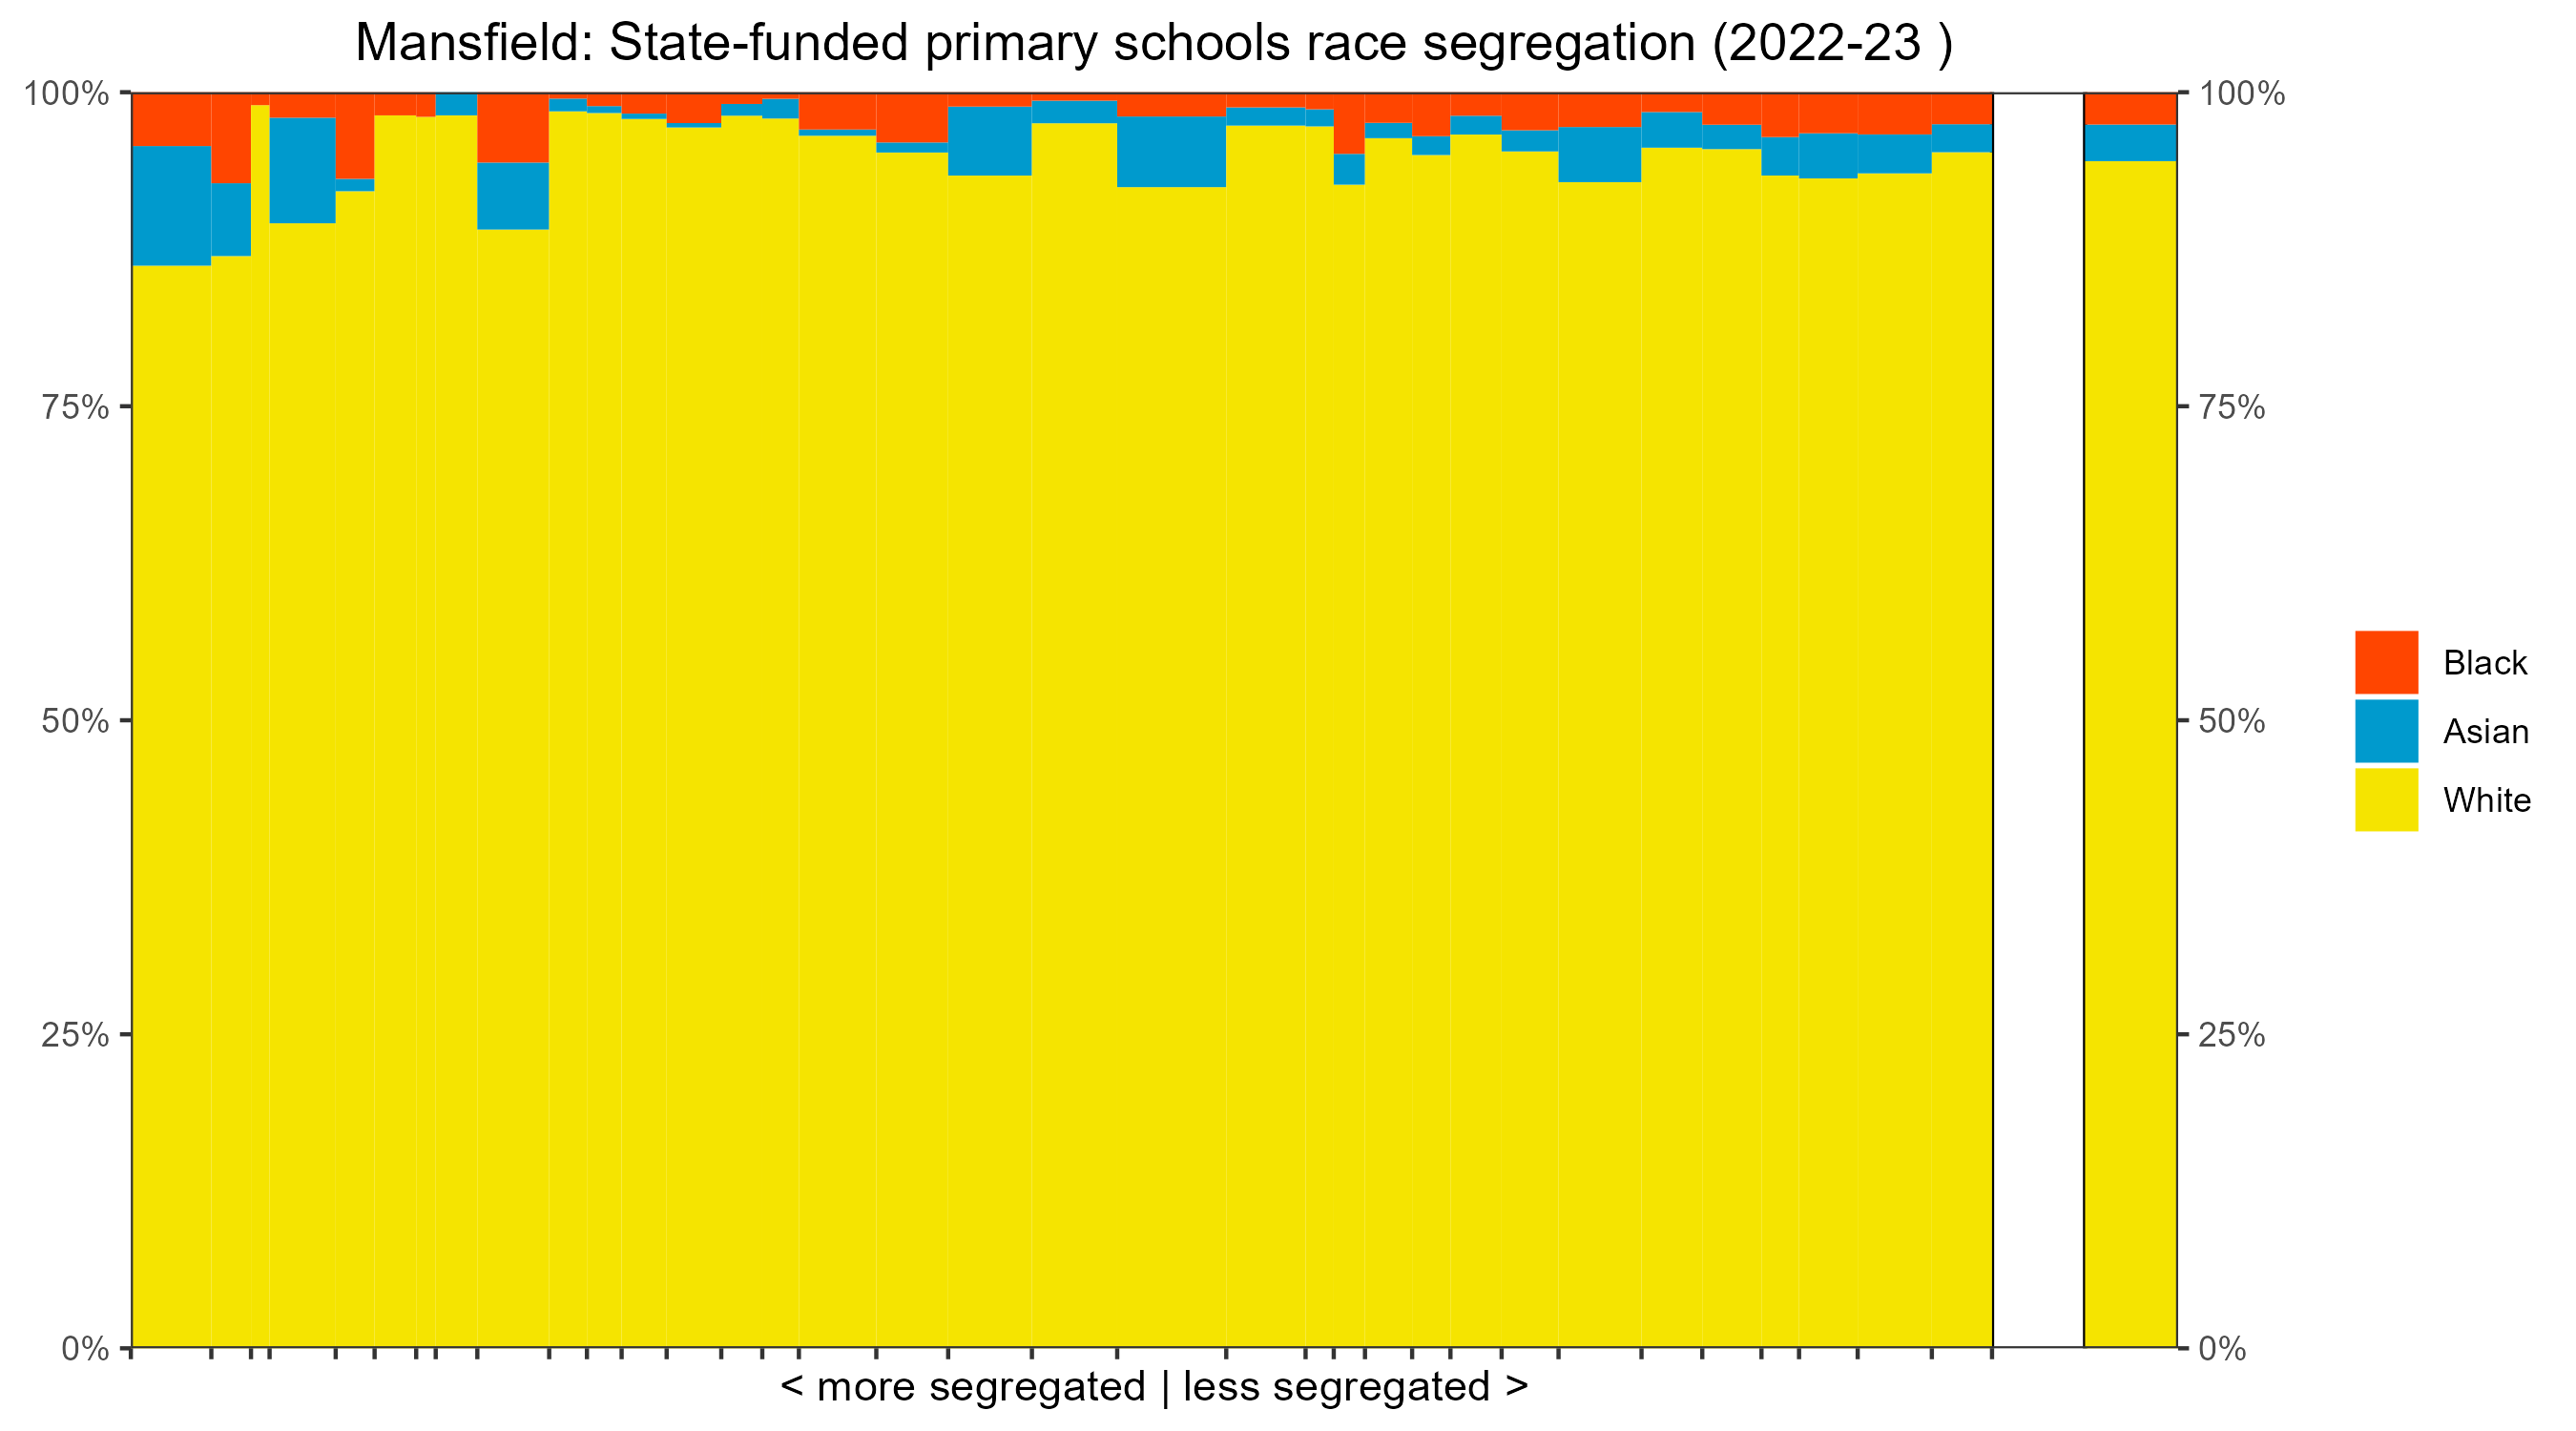 Mansfield: State-funded primary schools race segregation (2022-23 )
100%
75%
50%
25%
0%
100%
75%
50%
25%
0%
Black
Asian
White
< more segregated | less segregated >